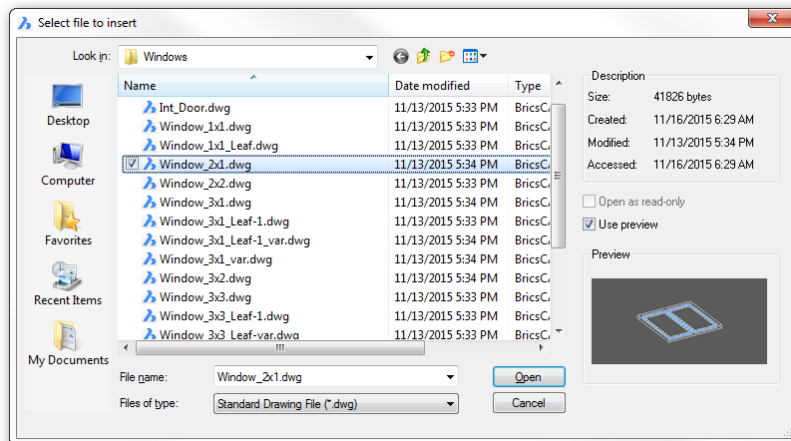 Select file to insert
Look in: Windows
Name Date modified Type
Int_Door.dwg 11/13/2015 5:33 PM BricsCA
Window_1x1.dwg 11/13/2015 5:33 PM BricsCA
Window_1x1_Leaf.dwg 11/13/2015 5:33 PM BricsCA
Window_2x1.dwg 11/13/2015 5:34 PM BricsCA
Window_2x2.dwg 11/13/2015 5:33 PM BricsCA
Window_3x1.dwg 11/13/2015 5:34 PM BricsCA
Window_3x1_Leaf-1.dwg 11/13/2015 5:33 PM BricsCA
Window_3x1_Leaf-1_var.dwg 11/13/2015 5:34 PM BricsCA
Window_3x1_var.dwg 11/13/2015 5:34 PM BricsCA
Window_3x2.dwg 11/13/2015 5:34 PM BricsCA
Window_3x3.dwg 11/13/2015 5:33 PM BricsCA
Window_3x3_Leaf-1.dwg 11/13/2015 5:34 PM BricsCA
Window_3x3_Leaf-var.dwg 11/13/2015 5:34 PM BricsCA
Desktop
Computer
Favorites
Recent Items
My Documents
File name: Window_2x1.dwg Open
Files of type: Standard Drawing File (*.dwg) Cancel
Description
Size: 41826 bytes
Created: 11/16/2015 6:29 AM
Modified: 11/13/2015 5:34 PM
Accessed: 11/16/2015 6:29 AM
Open as read-only
Use preview
Preview